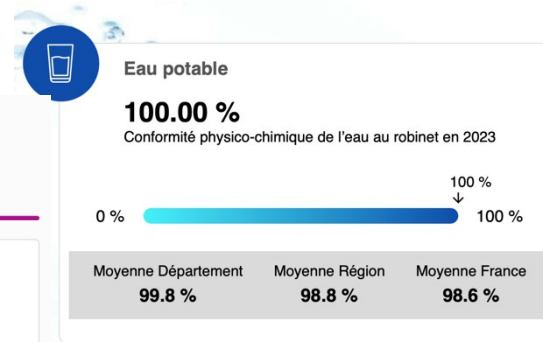 Eau potable
100.00 %
Conformité physico-chimique de l'eau au robinet en 2023
100 %
0 %
100 %
Moyenne Département
99.8 %
Moyenne Région
98.8 %
Moyenne France
98.6 %